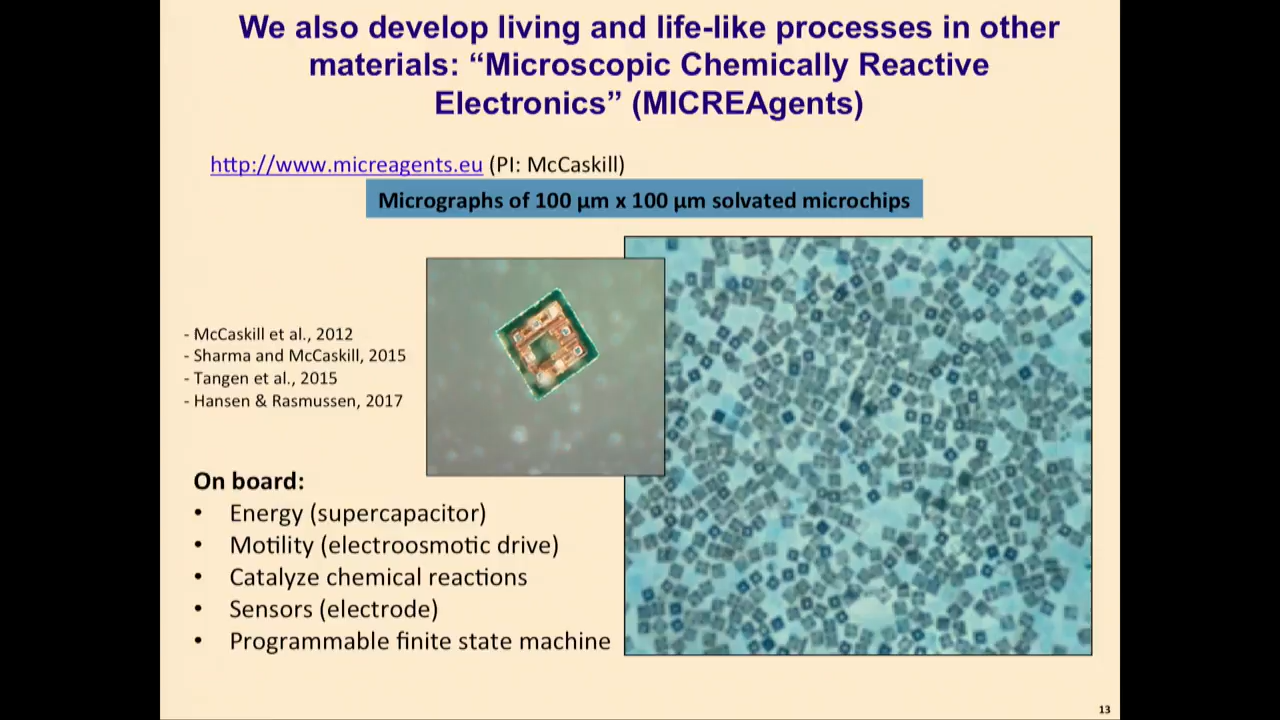 We also develop living and life-like processes in other
materials: “Microscopic Chemically Reactive
Electronics” (MICREAgents)
http://www.micreagents.eu (PI: McCaskill)
Micrographs of 100 µm x 100 µm solvated microchips
- McCaskill et al., 2012
- Sharma and McCaskill, 2015
- Tangen et al., 2015
- Hansen & Rasmussen, 2017
On board:
• Energy (supercapacitor)
• Motility (electroosmotic drive)
• Catalyze chemical reactions
• Sensors (electrode)
• Programmable finite state machine
13